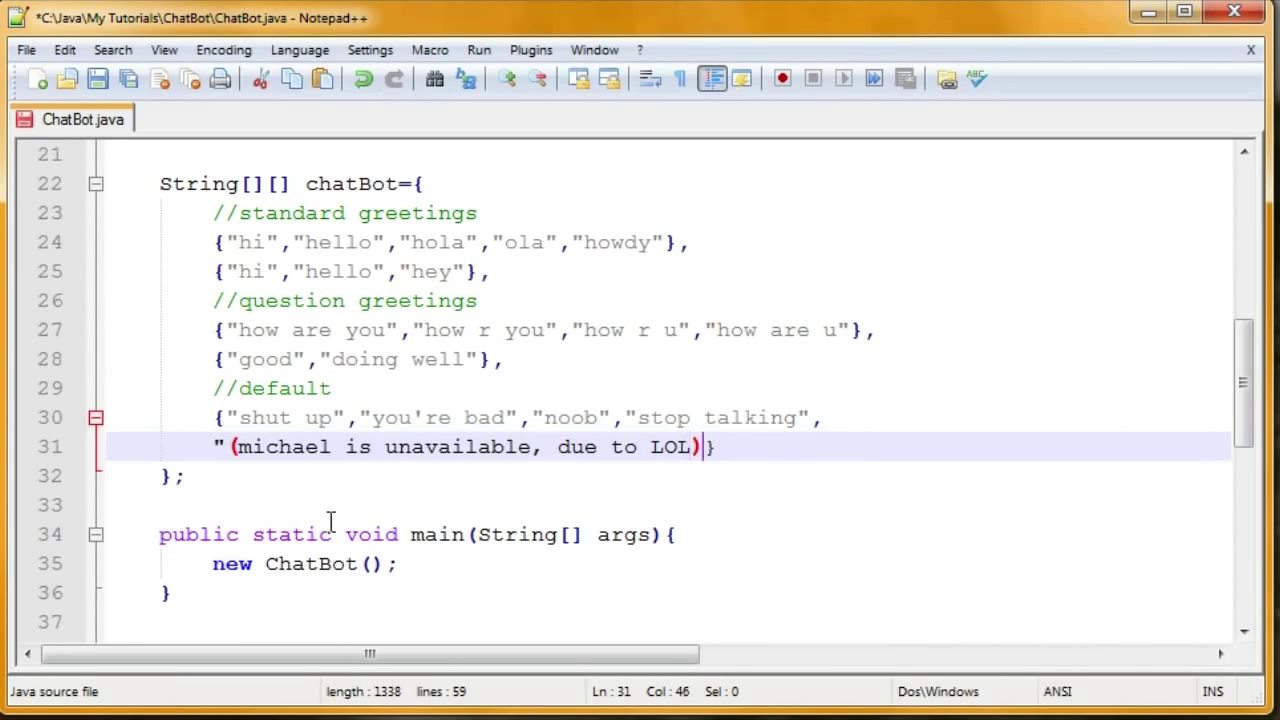 *C:\Java\My Tutorials\ChatBot\ChatBot.java - Notepad++
File Edit Search View Encoding Language Settings Macro Run Plugins Window ? X
ABC
ChatBot.java
21
22 String[][] chatBot={
23 //standard greetings
24 {"hi","hello","hola","ola","howdy"},
25 {"hi","hello","hey"},
26 //question greetings
27 {"how are you","how r you","how r u","how are u"},
28 {"good","doing well"},
29 //default
30 {"shut up","you're bad","noob","stop talking",
31 "(michael is unavailable, due to LOL)}
32 };
33
34 public static void main(String[] args){
35 new ChatBot();
36 }
37
Java source file length : 1338 lines : 59 Ln : 31 Col : 46 Sel : 0 Dos\Windows ANSI INS